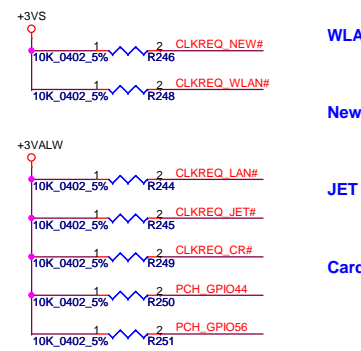 +3VS
1 2 CLKREQ_NEW#
10K_0402_5% R246
1 2 CLKREQ_WLAN#
10K_0402_5% R248
+3VALW
1 2 CLKREQ_LAN#
10K_0402_5% R244
1 2 CLKREQ_JET#
10K_0402_5% R245
1 2 CLKREQ_CR#
10K_0402_5% R249
1 2 PCH_GPIO44
10K_0402_5% R250
1 2 PCH_GPIO56
10K_0402_5% R251
WLA
New
JET
Card